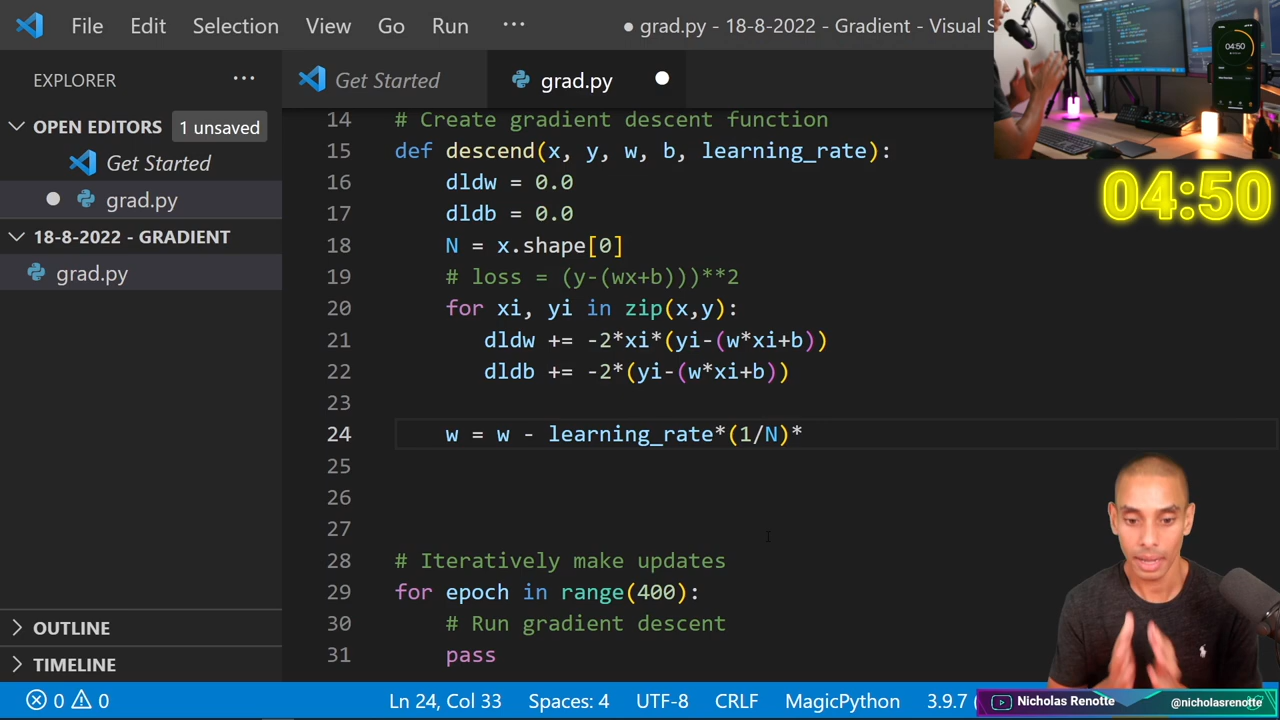 File Edit Selection View Go Run ··· ● grad.py - 18-8-2022 - Gradient - Visual S
EXPLORER ···
Get Started
grad.py ●
OPEN EDITORS 1 unsaved
Get Started
● grad.py
18-8-2022 - GRADIENT
grad.py
OUTLINE
TIMELINE
14 # Create gradient descent function
15 def descend(x, y, w, b, learning_rate):
16 dldw = 0.0
17 dldb = 0.0
18 N = x.shape[0]
19 # loss = (y-(wx+b)))**2
20 for xi, yi in zip(x,y):
21 dldw += -2*xi*(yi-(w*xi+b))
22 dldb += -2*(yi-(w*xi+b))
23
24 w = w - learning_rate*(1/N)*
25
26
27
28 # Iteratively make updates
29 for epoch in range(400):
30 # Run gradient descent
31 pass
04:50
04:50
0 0 Ln 24, Col 33 Spaces: 4 UTF-8 CRLF MagicPython 3.9.7 (
Nicholas Renotte @nicholasrenotte